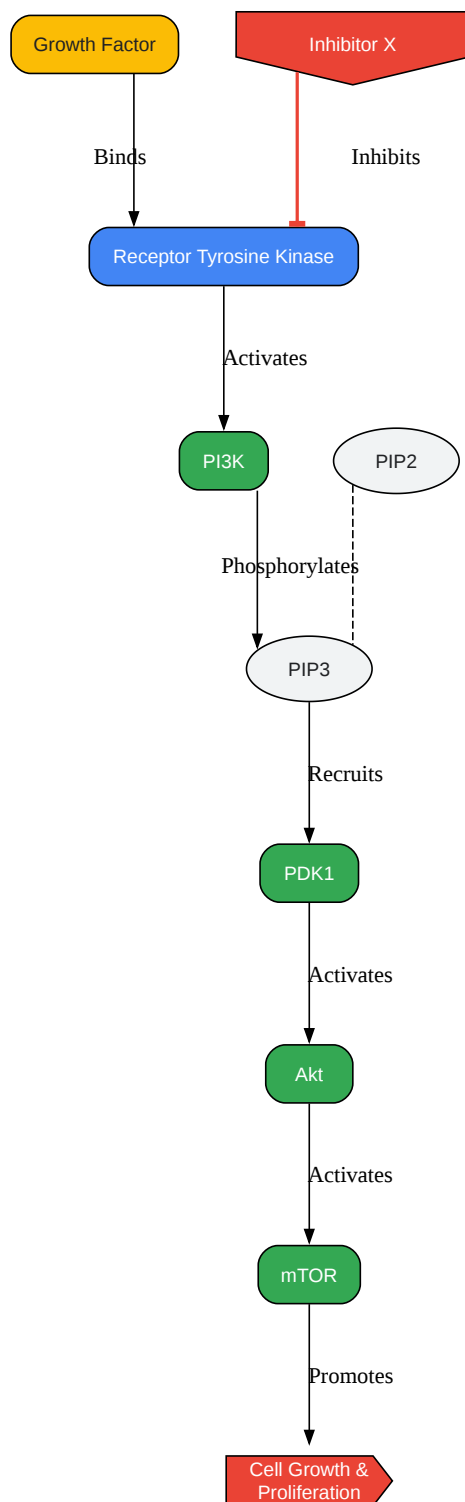 Growth Factor
Inhibitor X
Binds
Inhibits
Receptor Tyrosine Kinase
Activates
PI3K
PIP2
Phosphorylates
PIP3
Recruits
PDK1
Activates
Akt
Activates
mTOR
Promotes
Cell Growth &
Proliferation